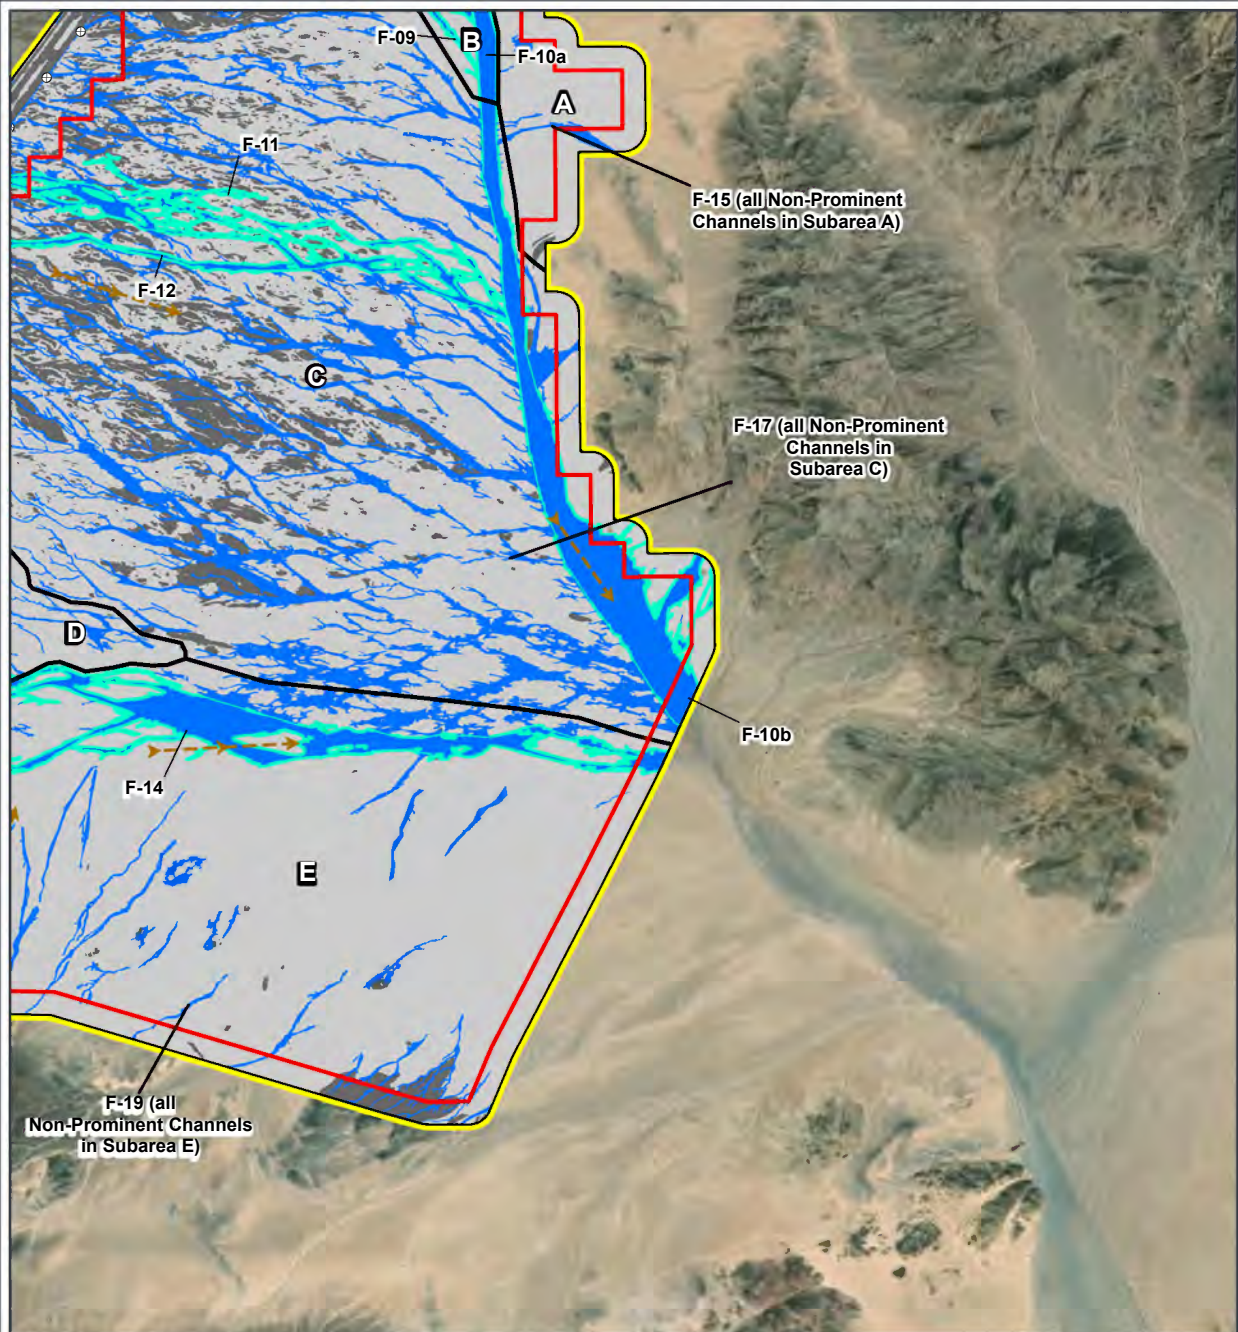 F-09
B
F-10a
A
F-11
F-15 (all Non-Prominent
Channels in Subarea A)
F-12
C
F-17 (all Non-Prominent
Channels in
Subarea C)
D
F-10b
F-14
E
F-19 (all
Non-Prominent Channels
in Subarea E)